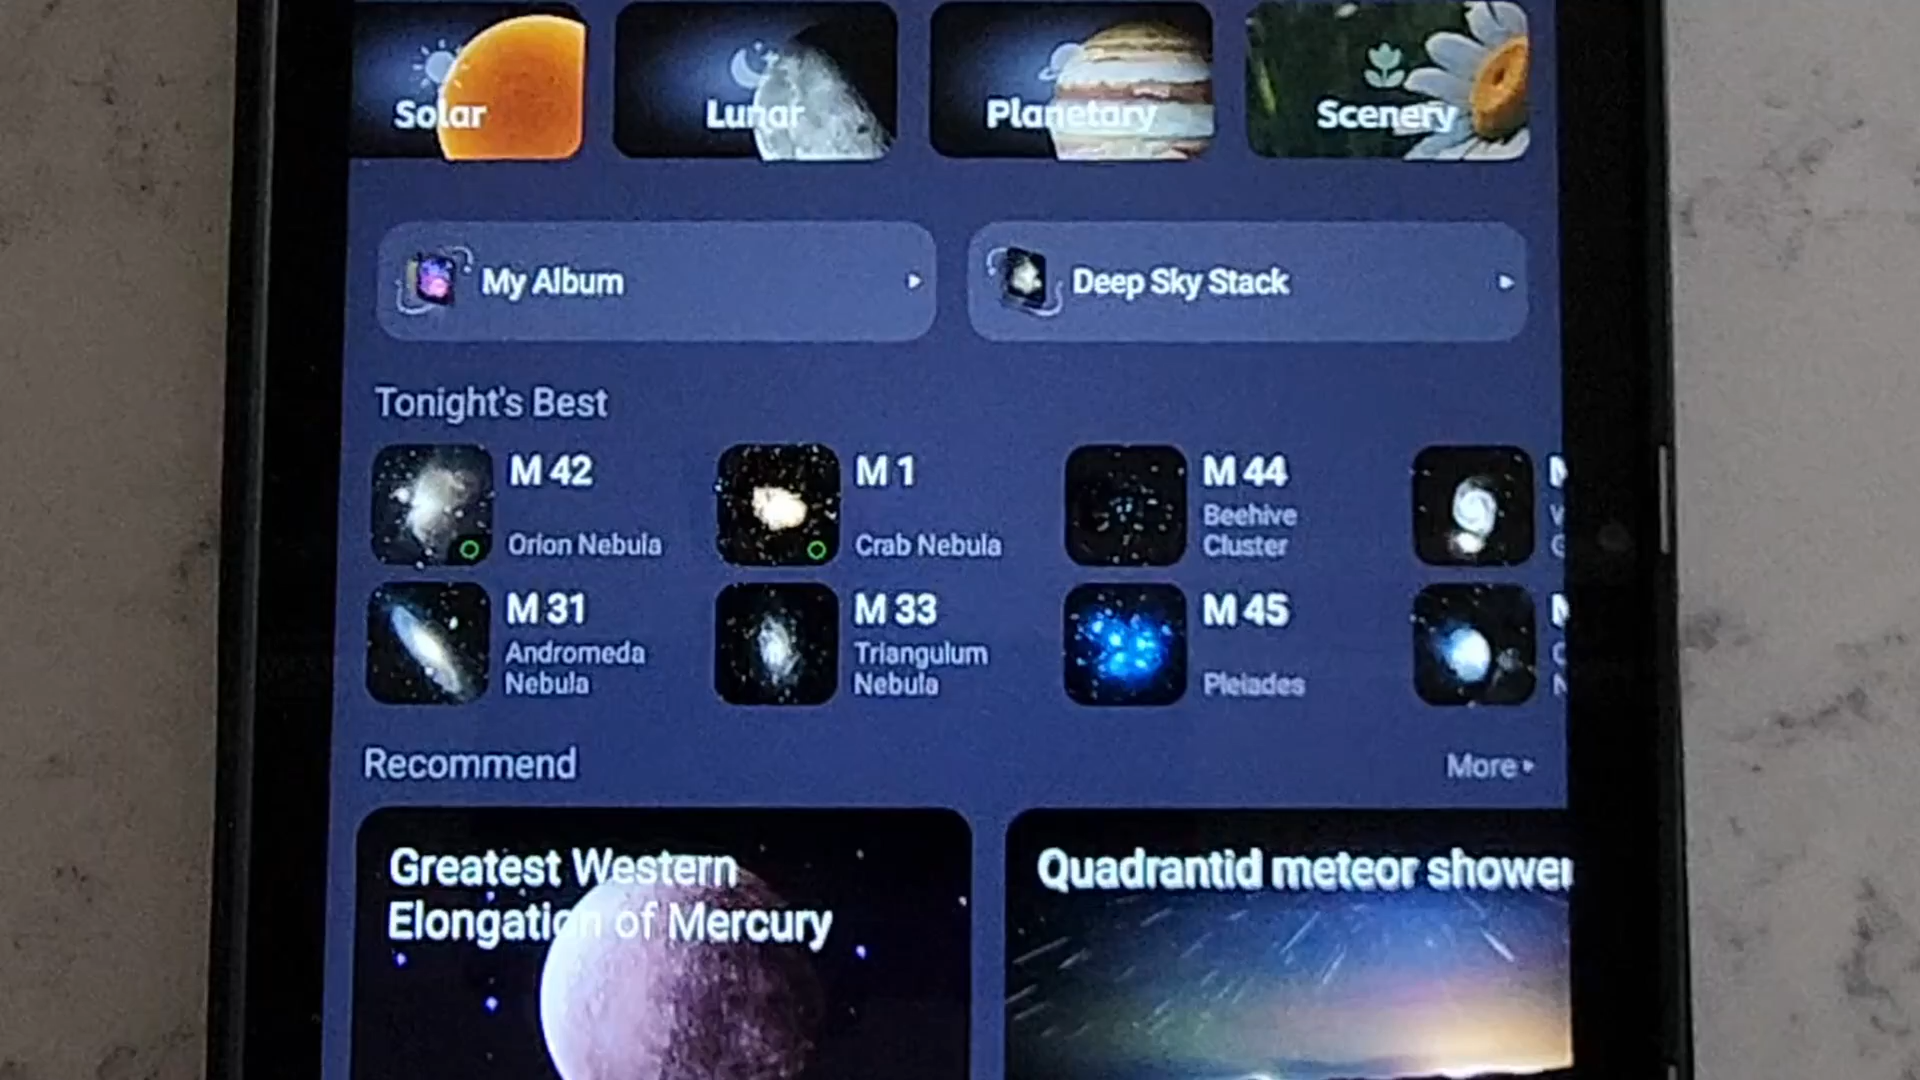 Solar
Lunar
Planetary
Scenery
My Album
Deep Sky Stack
Tonight's Best
M 42
Orion Nebula
M 1
Crab Nebula
M 44
Beehive
Cluster
M 31
Andromeda
Nebula
M 33
Triangulum
Nebula
M 45
Pleiades
Recommend
More
Greatest Western
Elongation of Mercury
Quadrantid meteor shower